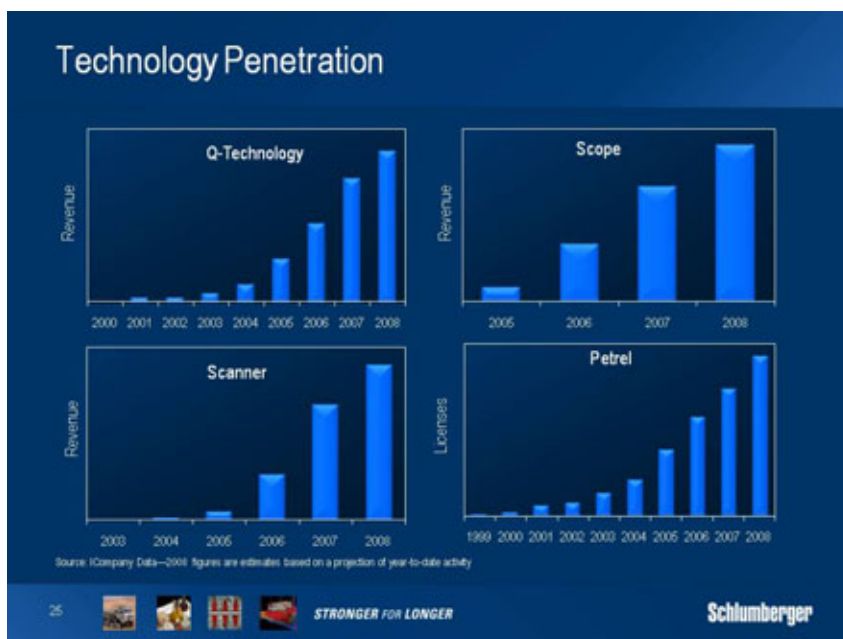 Technology Penetration
Q-Technology
Revenue
2000 2001 2002 2003 2004 2005 2006 2007 2008
Scope
Revenue
2005 2006 2007 2008
Scanner
Revenue
2003 2004 2005 2006 2007 2008
Petrel
Licenses
1999 2000 2001 2002 2003 2004 2005 2006 2007 2008
Source: ICompany Data—2008 figures are estimates based on a projection of year-to-date activity
25
STRONGER FOR LONGER
Schlumberger